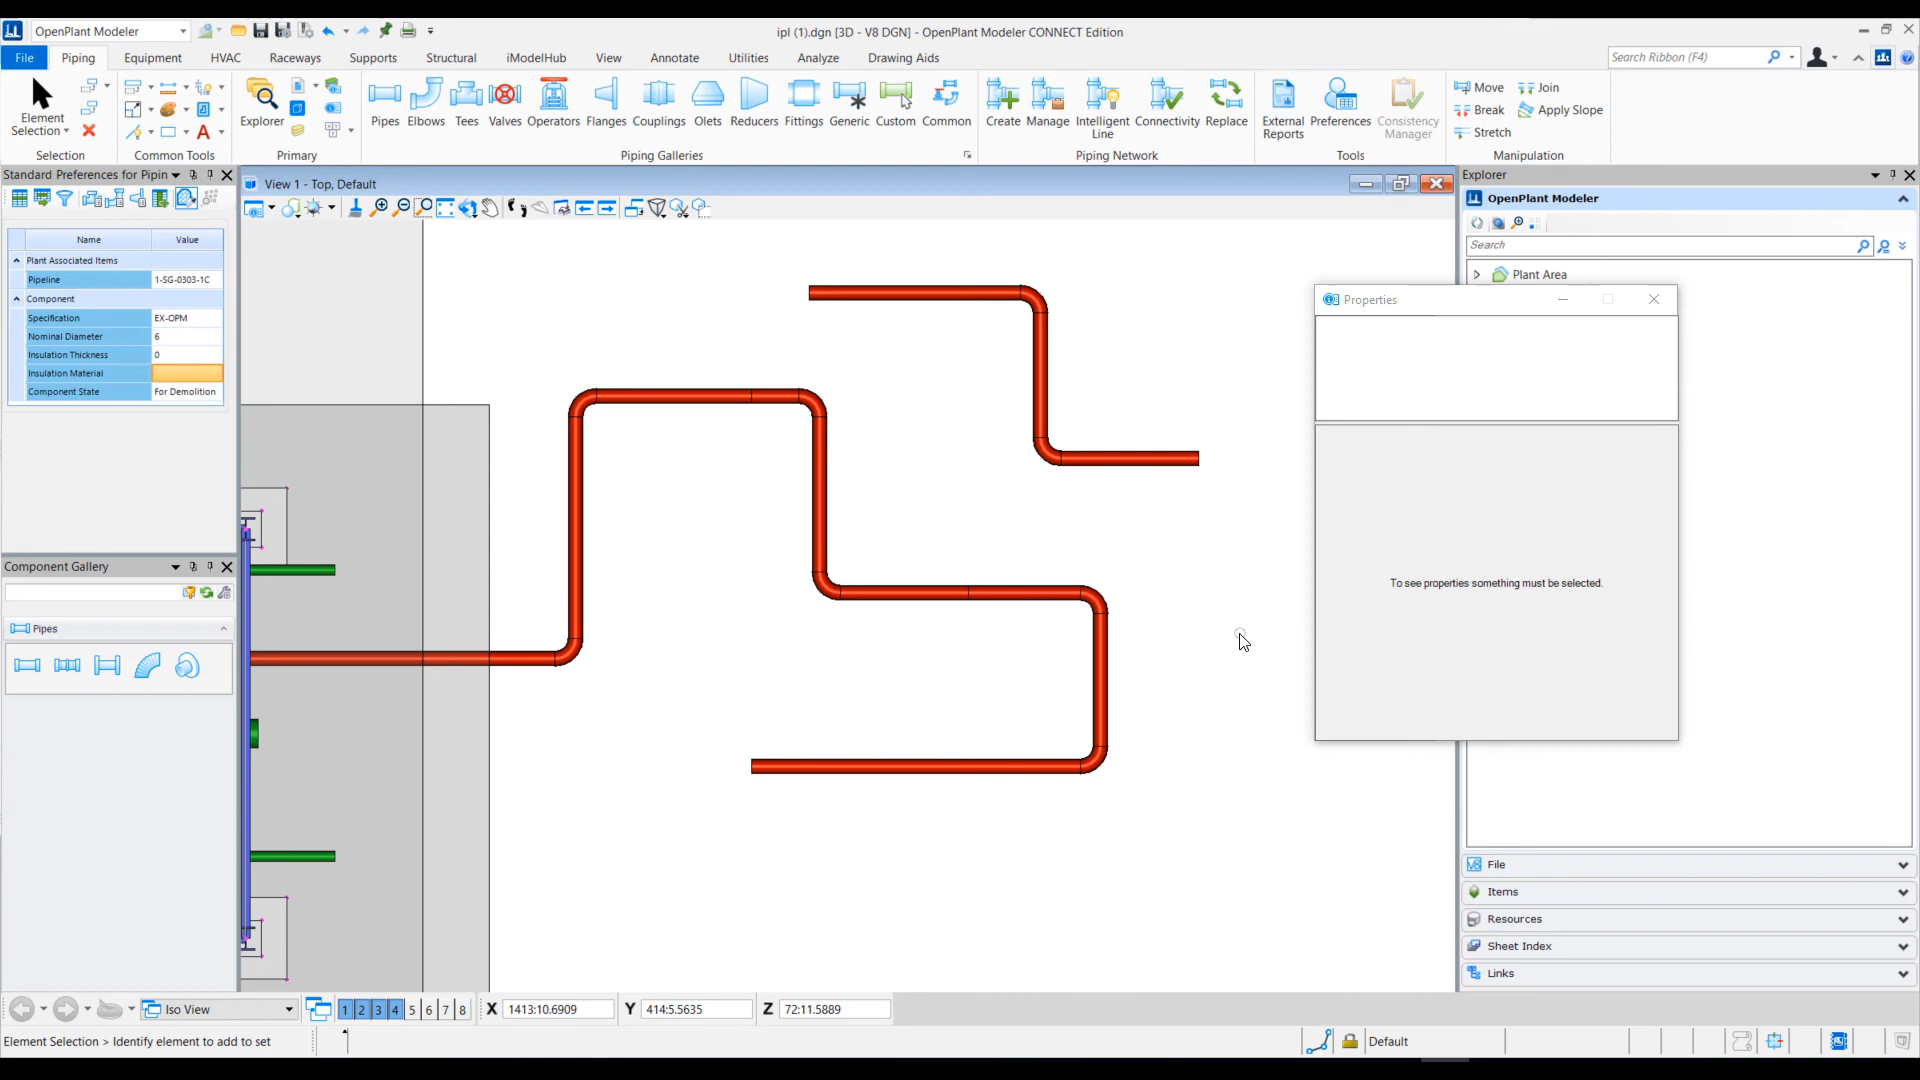 OpenPlant Modeler
ipl (1).dgn [3D - V8 DGN] - OpenPlant Modeler CONNECT Edition
File Piping Equipment HVAC Raceways Supports Structural iModelHub View Annotate Utilities Analyze Drawing Aids
Search Ribbon (F4)
Element
Selection
Explorer
Pipes Elbows Tees Valves Operators Flanges Couplings Olets Reducers Fittings Generic Custom Common
Create Manage Intelligent
Line Connectivity Replace
External
Reports Preferences Consistency
Manager
Move Join
Break Apply Slope
Stretch
Selection Common Tools Primary Piping Galleries Piping Network Tools Manipulation
Standard Preferences for Pipin
Name Value
Plant Associated Items
Pipeline 1-SG-0303-1C
Component
Specification EX-OPM
Nominal Diameter 6
Insulation Thickness 0
Insulation Material
Component State For Demolition
Component Gallery
Pipes
View 1 - Top, Default
Properties
To see properties something must be selected.
Explorer
OpenPlant Modeler
Search
Plant Area
File
Items
Resources
Sheet Index
Links
Iso View 1 2 3 4 5 6 7 8 X 1413:10.6909 Y 414:5.5635 Z 72:11.5889
Element Selection > Identify element to add to set
Default